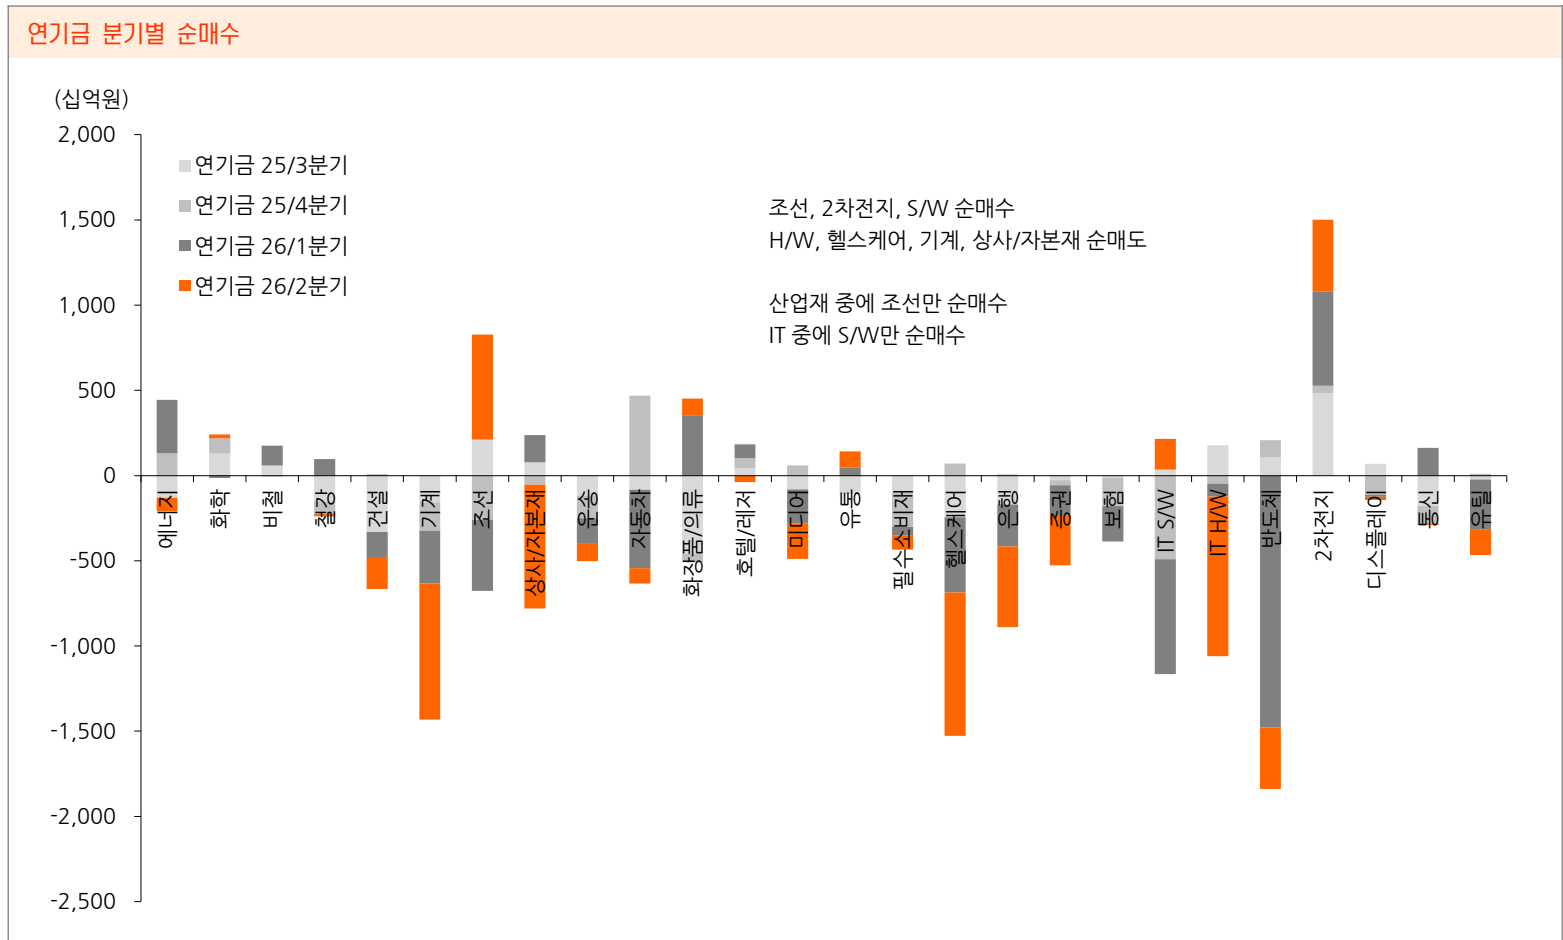 연기금 분기별 순매수
(십억원)
2,000
1,500
1,000
500
0
-500
-1,000
-1,500
-2,000
-2,500
연기금 25/3분기
연기금 25/4분기
연기금 26/1분기
연기금 26/2분기
조선, 2차전지, S/W 순매수
H/W, 헬스케어, 기계, 상사/자본재 순매도
산업재 중에 조선만 순매수
IT 중에 S/W만 순매수
에너지
화학
비철
철강
건설
기계
조선
상사/자본재
운송
자동차
화장품/의류
호텔/레저
미디어
유통
필수소비재
헬스케어
은행
증권
보험
IT S/W
IT H/W
반도체
2차전지
디스플레이
통신
유틸